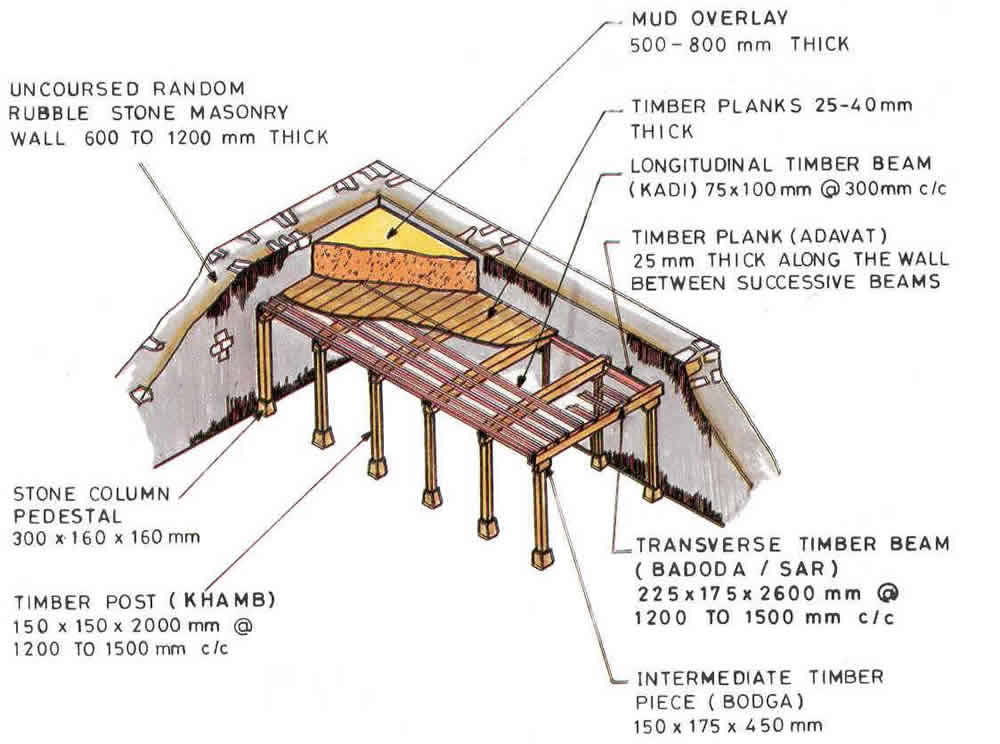 MUD OVERLAY
500-800 mm THICK
UNCOURSED RANDOM
RUBBLE STONE MASONRY
WALL 600 TO 1200 mm THICK
TIMBER PLANKS 25-40mm
THICK
LONGITUDINAL TIMBER BEAM
(KADI) 75x100mm @ 300mm c/c
TIMBER PLANK (ADAVAT)
25mm THICK ALONG THE WALL
BETWEEN SUCCESSIVE BEAMS
STONE COLUMN
PEDESTAL
300 x 160 x 160 mm
TIMBER POST (KHAMB)
150 x 150 x 2000 mm @
1200 TO 1500 mm c/c
TRANSVERSE TIMBER BEAM
(BADODA / SAR)
225x175x2600 mm @
1200 TO 1500 mm c/c
INTERMEDIATE TIMBER
PIECE (BODGA)
150 x 175 x 450 mm